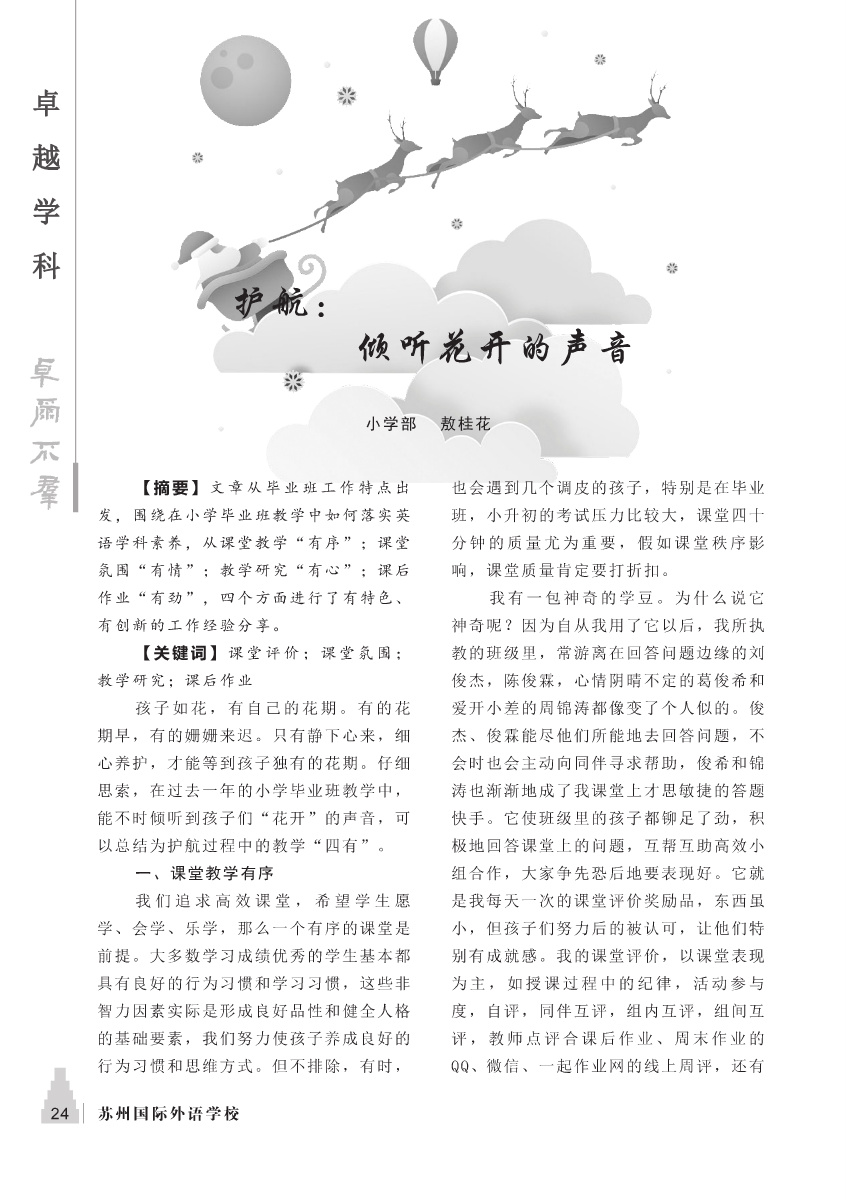 卓越学科
卓尔不群
护航：
倾听花开的声音
小学部 敖桂花
【摘要】文章从毕业班工作特点出
发，围绕在小学毕业班教学中如何落实英
语学科素养，从课堂教学“有序”；课堂
氛围“有情”；教学研究“有心”；课后
作业“有劲”，四个方面进行了有特色、
有创新的工作经验分享。
【关键词】课堂评价；课堂氛围；
教学研究；课后作业
孩子如花，有自己的花期。有的花
期早，有的姗姗来迟。只有静下心来，细
心养护，才能等到孩子独有的花期。仔细
思索，在过去一年的小学毕业班教学中，
能不时倾听到孩子们“花开”的声音，可
以总结为护航过程中的教学“四有”。
一、课堂教学有序
我们追求高效课堂，希望学生愿
学、会学、乐学，那么一个有序的课堂是
前提。大多数学习成绩优秀的学生基本都
具有良好的行为习惯和学习习惯，这些非
智力因素实际是形成良好品性和健全人格
的基础要素，我们努力使孩子养成良好的
行为习惯和思维方式。但不排除，有时，
也会遇到几个调皮的孩子，特别是在毕业
班，小升初的考试压力比较大，课堂四十
分钟的质量尤为重要，假如课堂秩序影
响，课堂质量肯定要打折扣。
我有一包神奇的学豆。为什么说它
神奇呢？因为自从我用了它以后，我所执
教的班级里，常游离在回答问题边缘的刘
俊杰，陈俊霖，心情阴晴不定的葛俊希和
爱开小差的周锦涛都像变了个人似的。俊
杰、俊霖能尽他们所能地去回答问题，不
会时也会主动向同伴寻求帮助，俊希和锦
涛也渐渐地成了我课堂上才思敏捷的答题
快手。它使班级里的孩子都铆足了劲，积
极地回答课堂上的问题，互帮互助高效小
组合作，大家争先恐后地要表现好。它就
是我每天一次的课堂评价奖励品，东西虽
小，但孩子们努力后的被认可，让他们特
别有成就感。我的课堂评价，以课堂表现
为主，如授课过程中的纪律，活动参与
度，自评，同伴互评，组内互评，组间互
评，教师点评合课后作业、周末作业的
QQ、微信、一起作业网的线上周评，还有
24 苏州国际外语学校